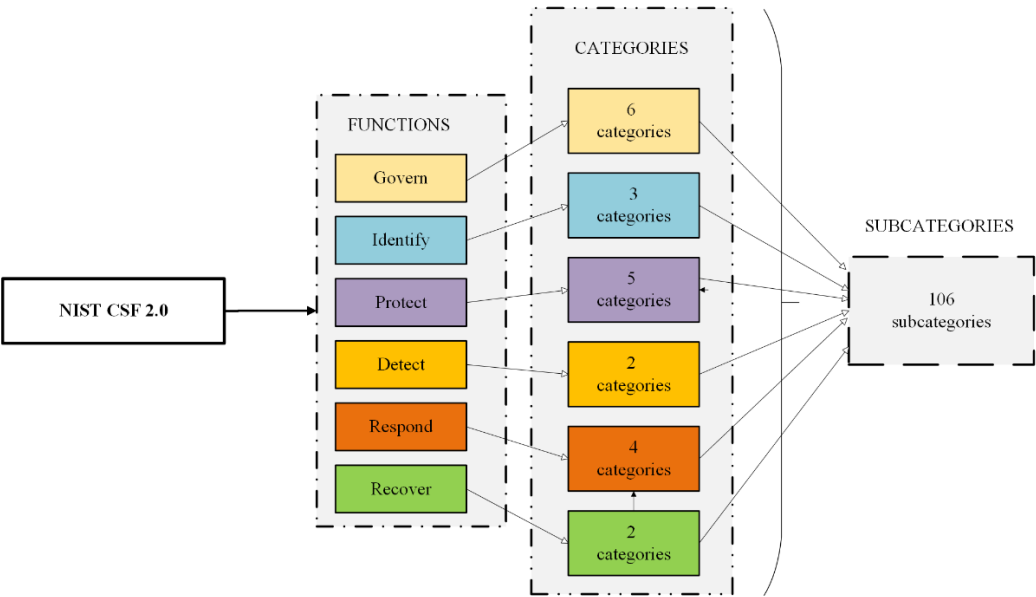 NIST CSF 2.0
FUNCTIONS
Govern
Identify
Protect
Detect
Respond
Recover
CATEGORIES
6
categories
3
categories
5
categories
2
categories
4
categories
2
categories
SUBCATEGORIES
106
subcategories